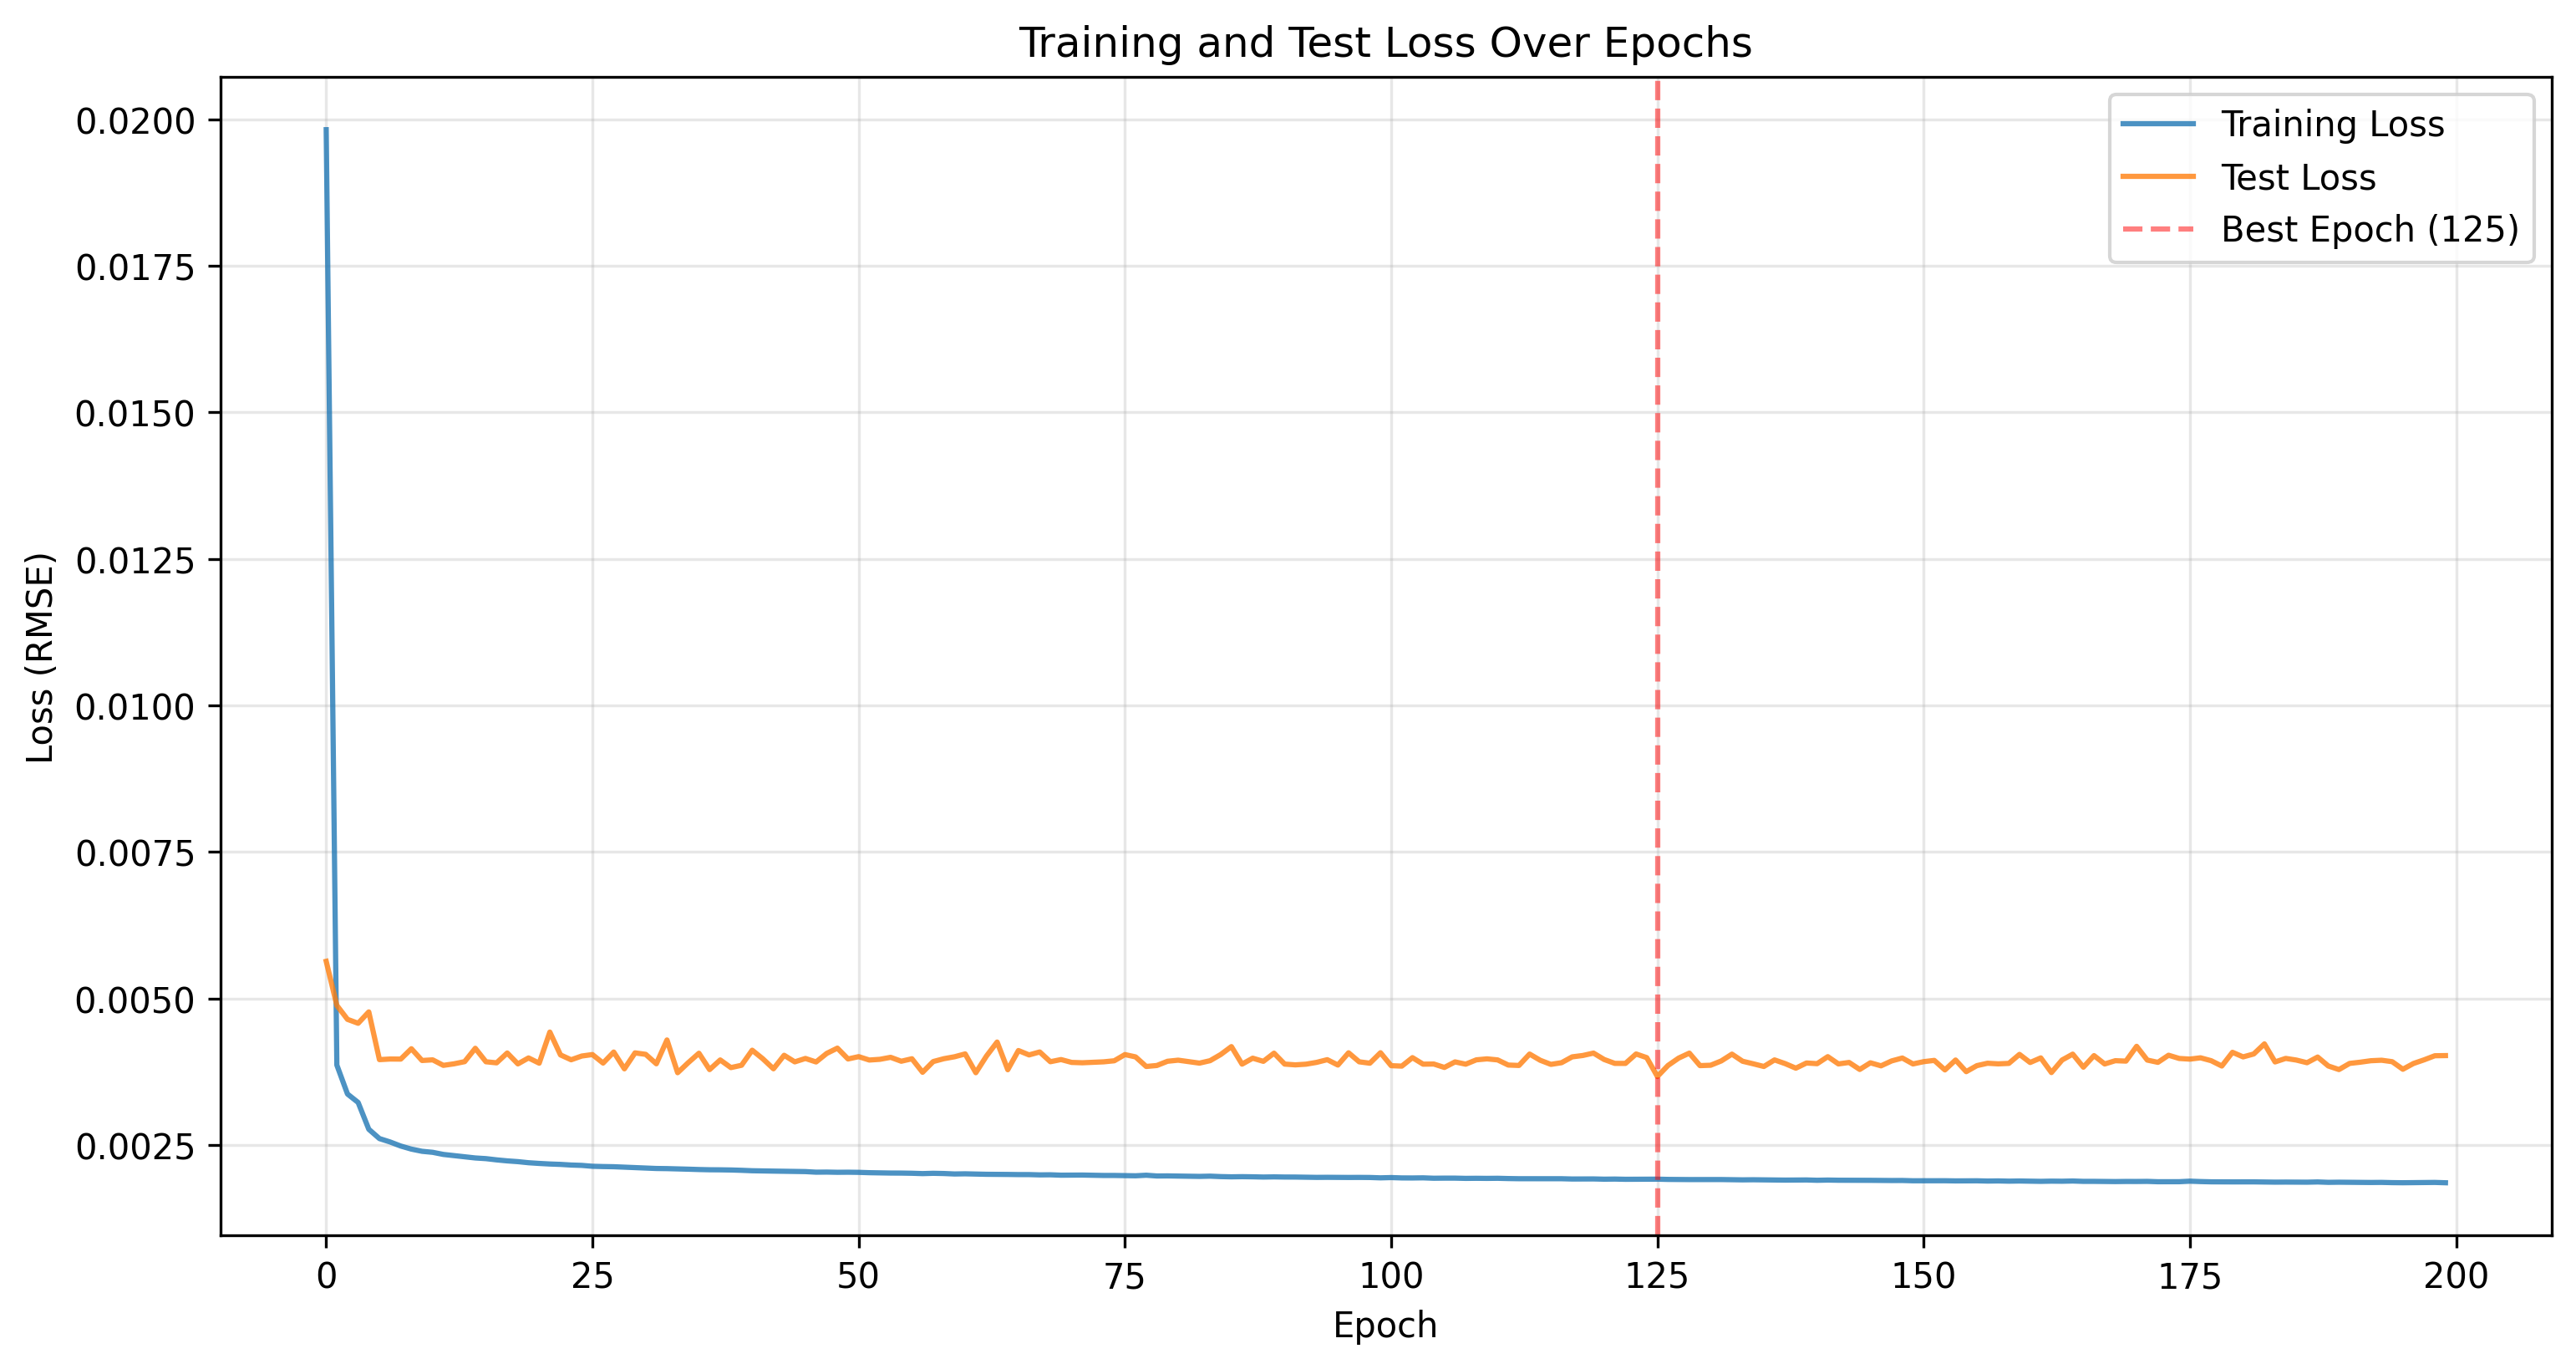 Training and Test Loss Over Epochs
Training Loss
Test Loss
Best Epoch (125)
Loss (RMSE)
0.0200
0.0175
0.0150
0.0125
0.0100
0.0075
0.0050
0.0025
0 25 50 75 100 125 150 175 200
Epoch